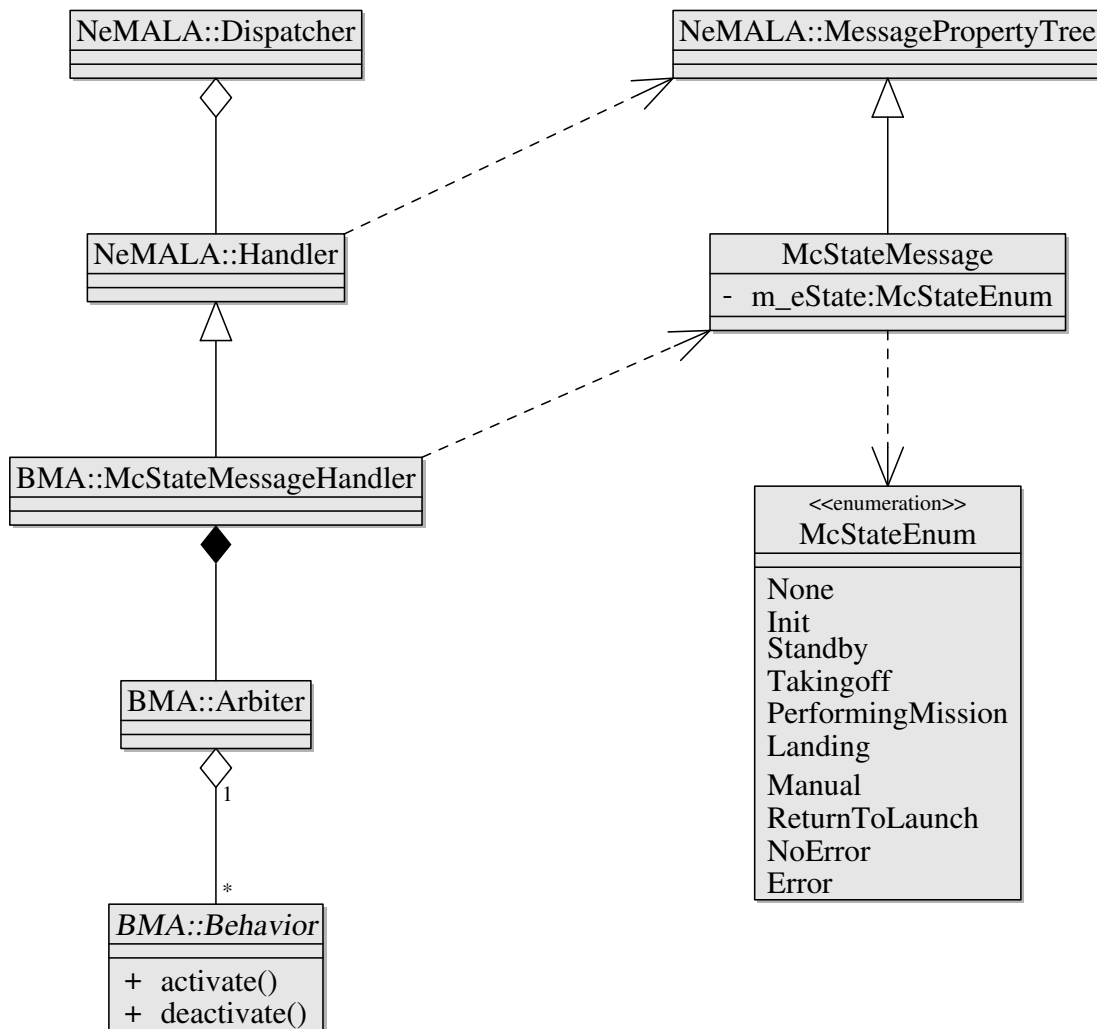 NeMALA::Dispatcher
NeMALA::MessagePropertyTree
NeMALA::Handler
McStateMessage
- m_eState:McStateEnum
BMA::McStateMessageHandler
<<enumeration>>
McStateEnum
None
Init
Standby
Takingoff
PerformingMission
Landing
Manual
ReturnToLaunch
NoError
Error
BMA::Arbiter
1
*
BMA::Behavior
+ activate()
+ deactivate()